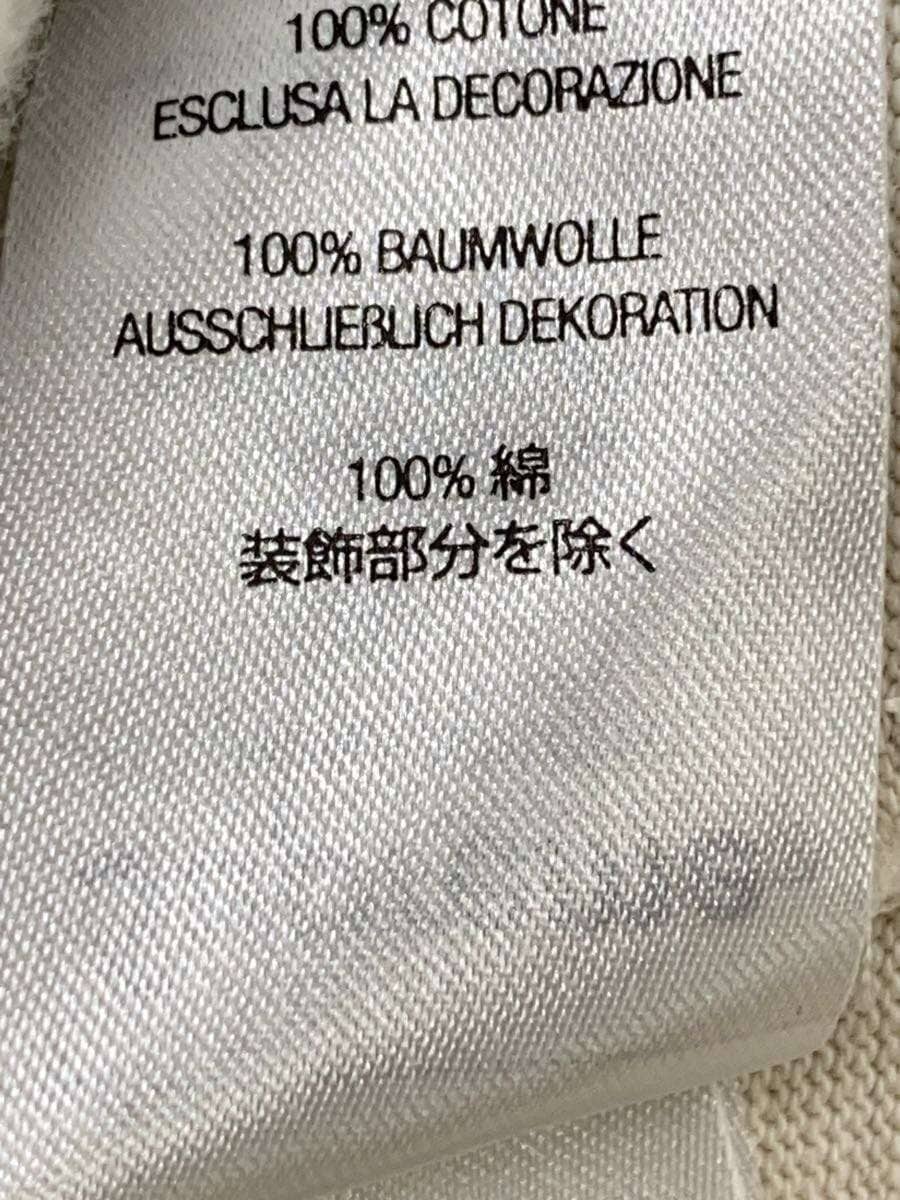 100% COTONE
ESCLUSA LA DECORAZIONE
100% BAUMWOLLE
AUSSCHLIEßLICH DEKORATION
100% 綿
装飾部分を除く